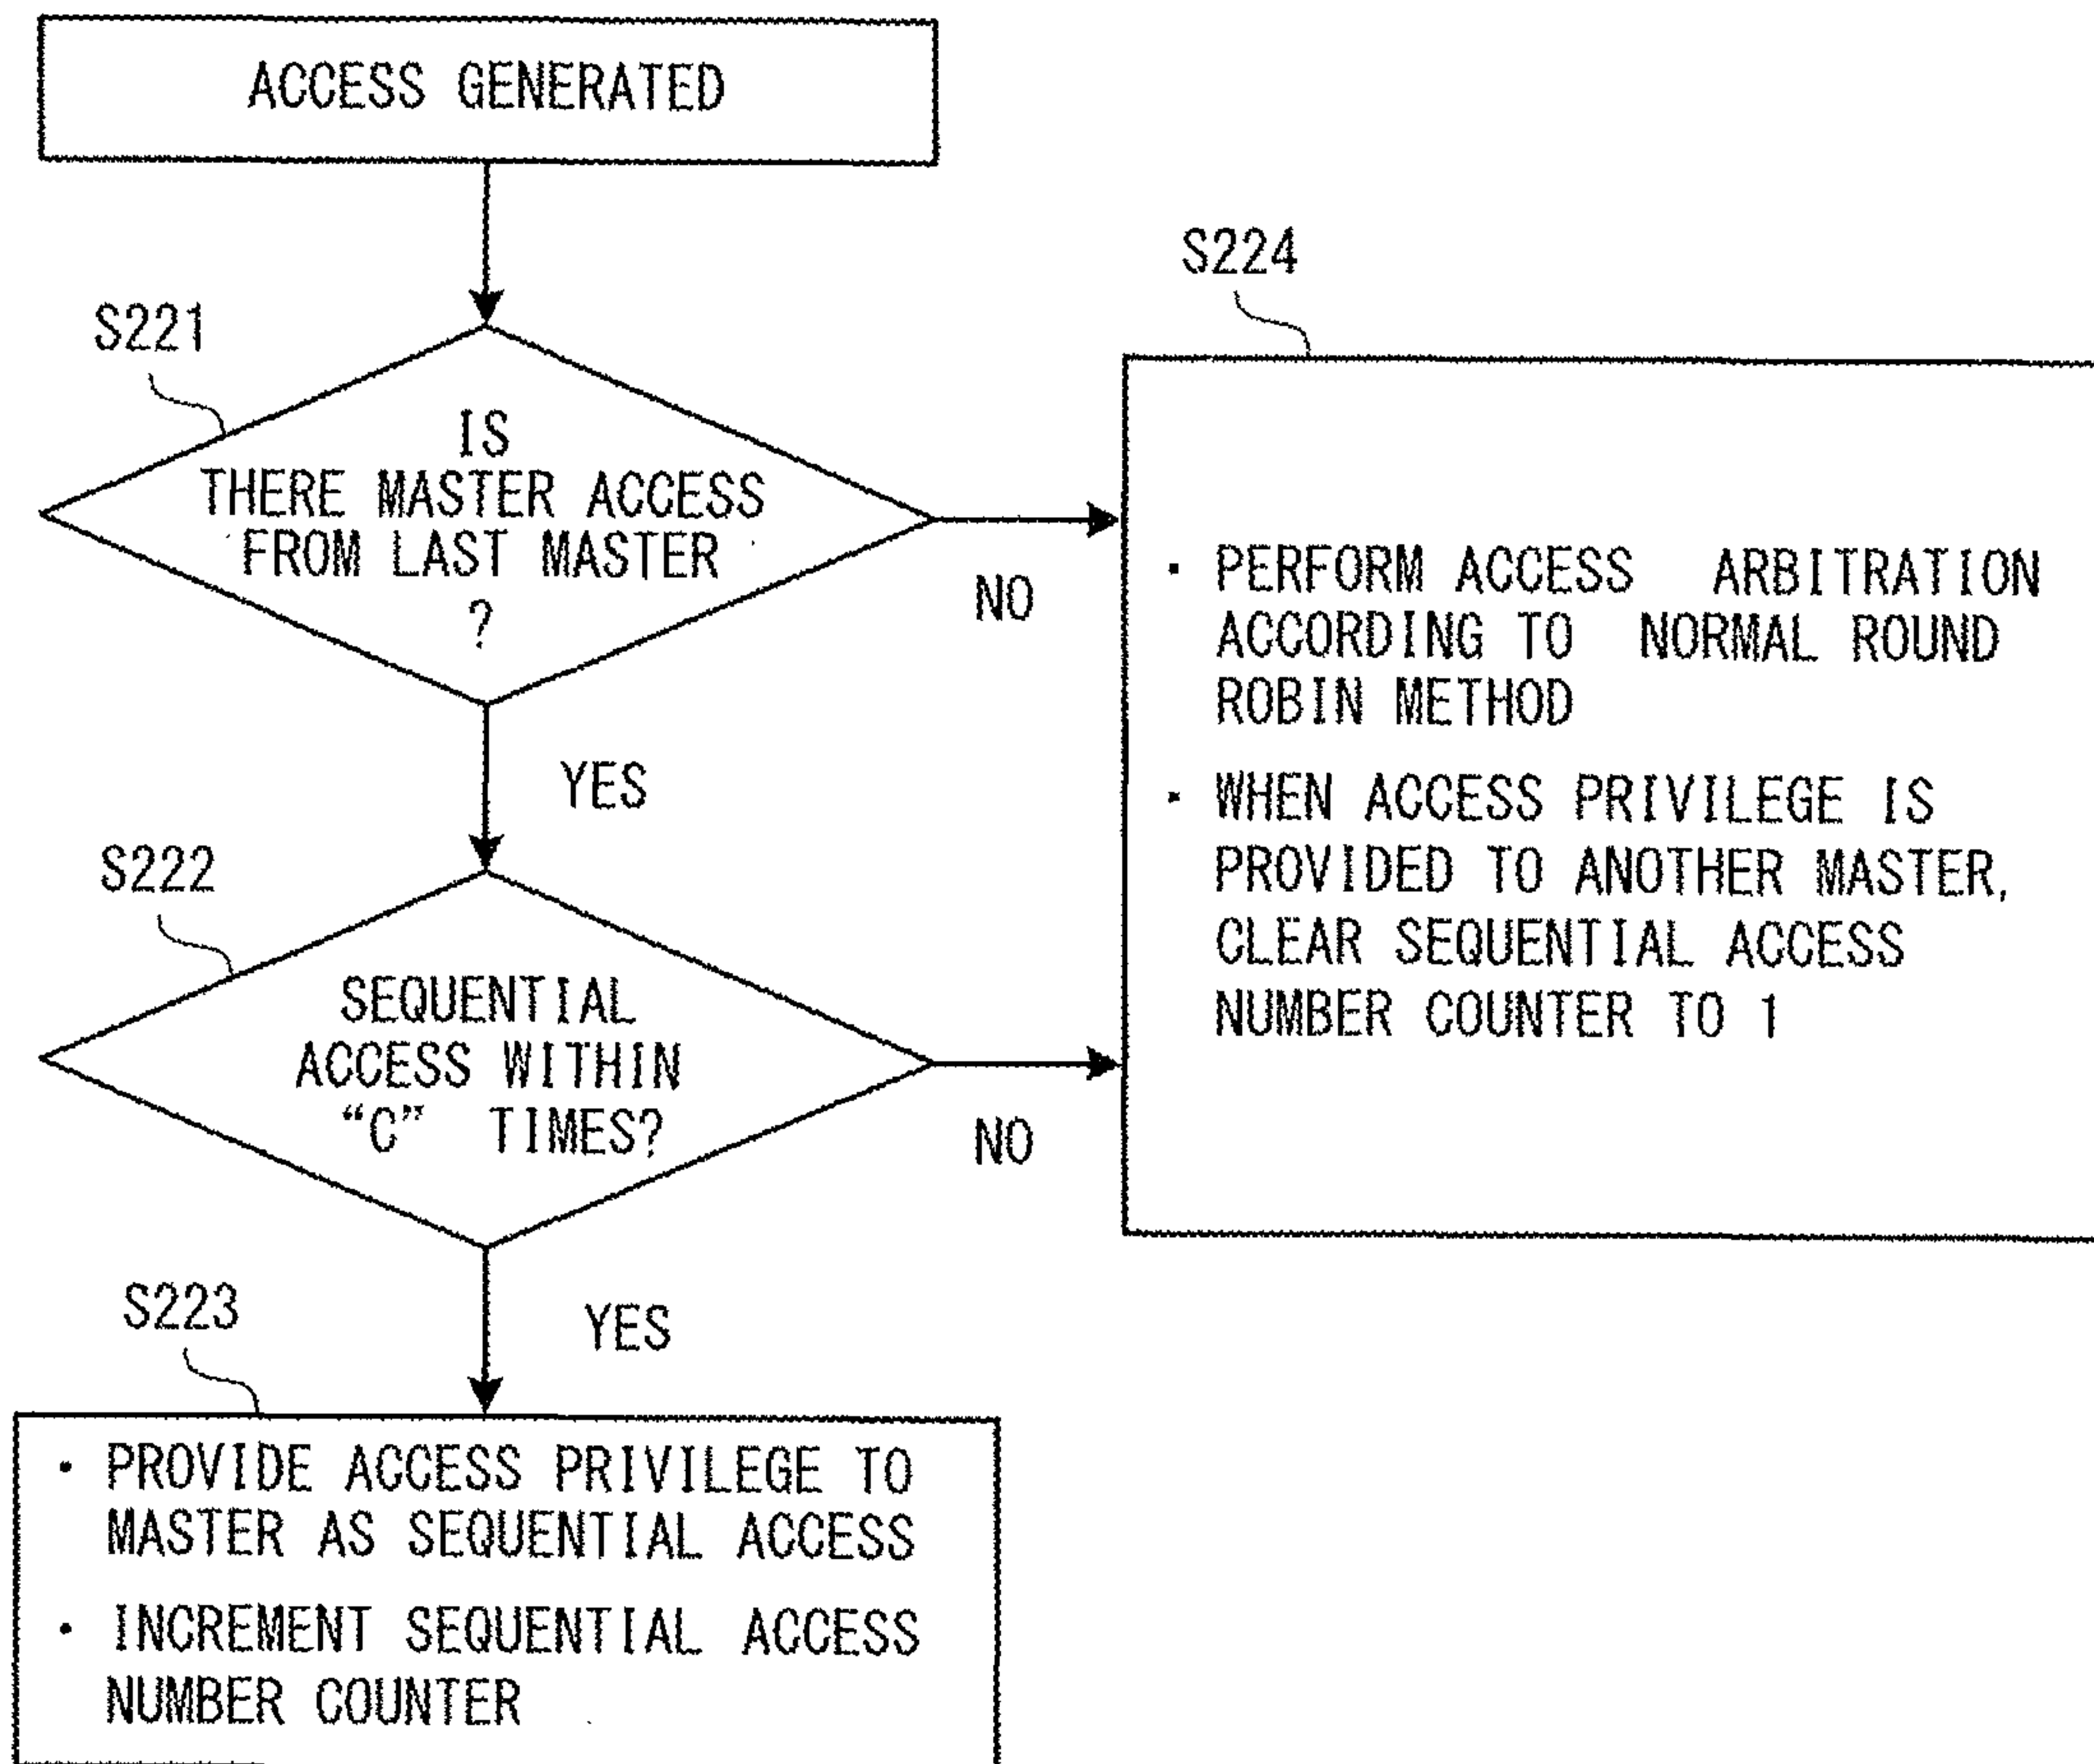 ACCESS GENERATED
S221
IS
THERE MASTER ACCESS
FROM LAST MASTER
?
NO
YES
S222
SEQUENTIAL
ACCESS WITHIN
“C” TIMES?
NO
YES
S223
· PROVIDE ACCESS PRIVILEGE TO
MASTER AS SEQUENTIAL ACCESS
· INCREMENT SEQUENTIAL ACCESS
NUMBER COUNTER
S224
· PERFORM ACCESS ARBITRATION
ACCORDING TO NORMAL ROUND
ROBIN METHOD
· WHEN ACCESS PRIVILEGE IS
PROVIDED TO ANOTHER MASTER,
CLEAR SEQUENTIAL ACCESS
NUMBER COUNTER TO 1